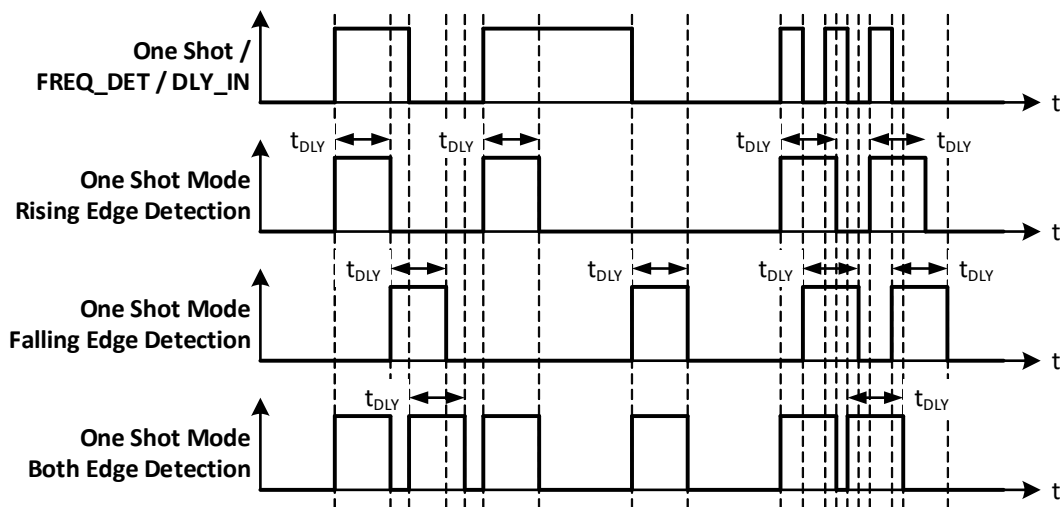 One Shot /
FREQ_DET / DLY_IN
t
tDLY
tDLY
tDLY
tDLY
One Shot Mode
Rising Edge Detection
t
tDLY
tDLY
tDLY
tDLY
One Shot Mode
Falling Edge Detection
t
tDLY
tDLY
One Shot Mode
Both Edge Detection
t